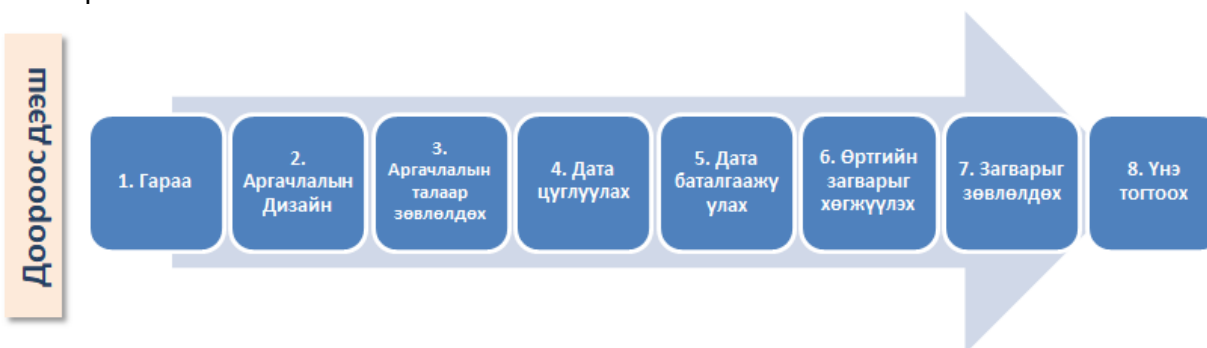 Доороос дээш
1. Гараа
2.
Аргачлалын
Дизайн
3.
Аргачлалын
талаар
зөвлөлдөх
4. Дата
цуглуулах
5. Дата
баталгаажу
улах
6. Өртгийн
загварыг
хөгжүүлэх
7. Загварыг
зөвлөлдөх
8. Үнэ
тогтоох